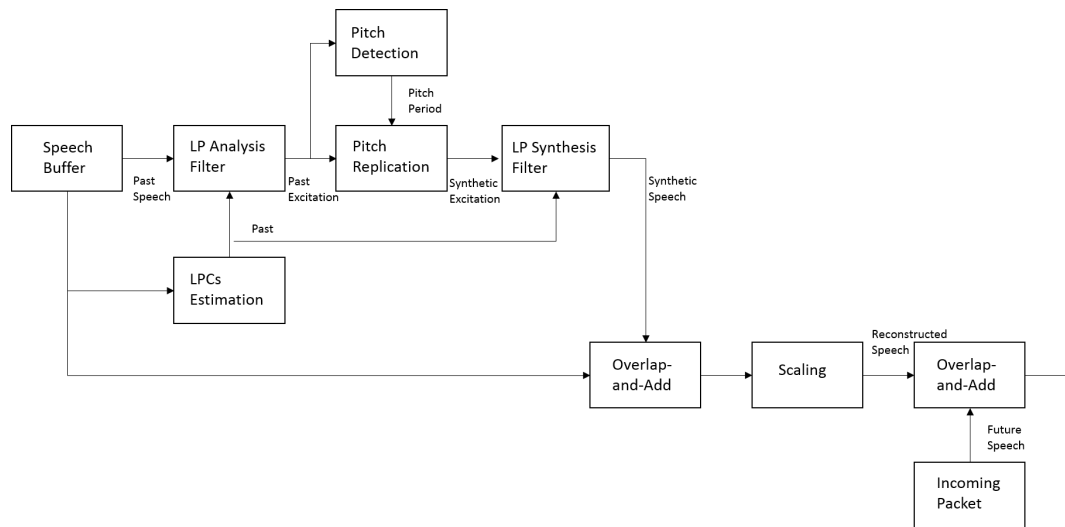 Pitch
Detection
Pitch
Period
Speech
Buffer
Past
Speech
LP Analysis
Filter
Past
Excitation
Pitch
Replication
Synthetic
Excitation
LP Synthesis
Filter
Synthetic
Speech
Past
LPCs
Estimation
Overlap-
and-Add
Scaling
Reconstructed
Speech
Overlap-
and-Add
Future
Speech
Incoming
Packet